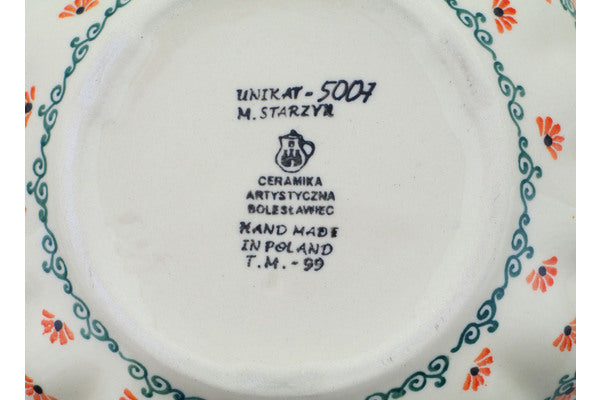 UNIKAT-5007
M. STARZYK
CERAMIKA
ARTYSTYCZNA
BOLESŁAWIEC
HAND MADE
IN POLAND
T.M.-99